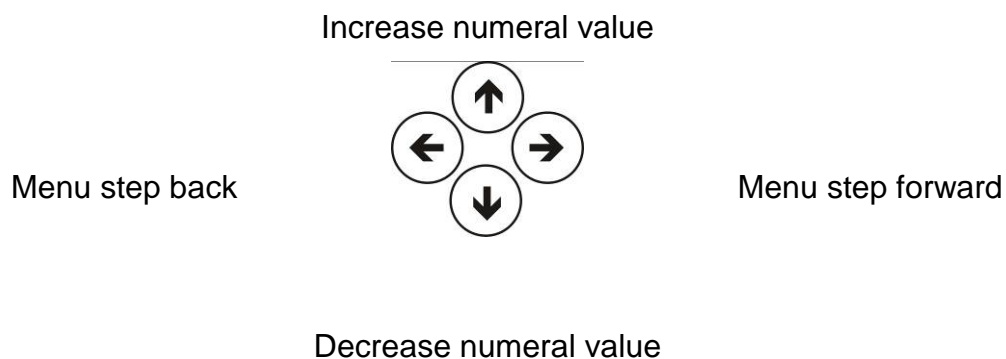 Increase numeral value
Menu step back
Menu step forward
Decrease numeral value